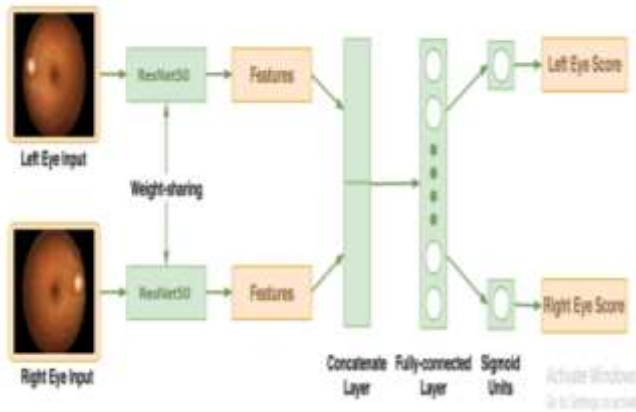 ResNet50
Features
Left Eye Score
Left Eye Input
Weight-sharing
ResNet50
Features
Right Eye Score
Right Eye Input
Concatenate
Layer
Fully-connected
Layer
Sigmoid
Units
Activate Windows